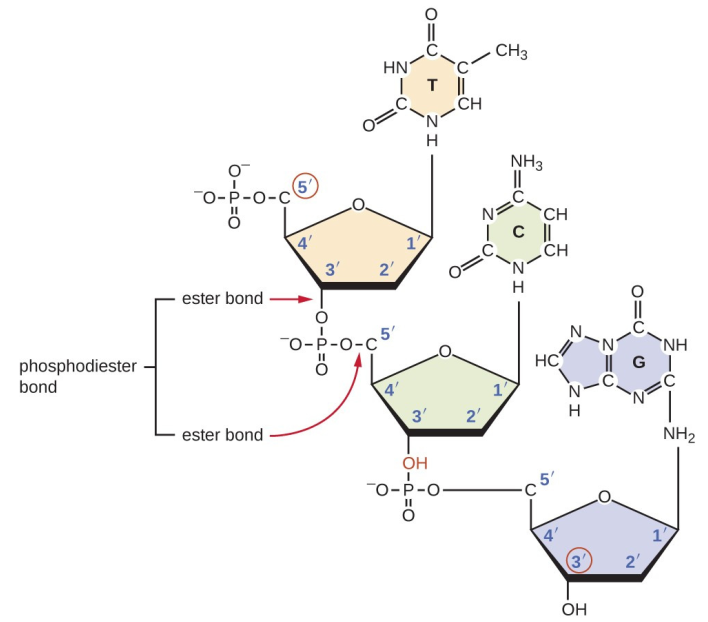 O
C
CH3
HN
C
T
C
CH
O
N
H
NH3
C
N
CH
C
C
CH
O
N
H
O−
−O
P
O
C
5′
O
O
4′
1′
3′
2′
ester bond
O
−O
P
O
C
5′
O
O
phosphodiester
bond
4′
1′
3′
2′
ester bond
OH
−O
P
O
C
5′
O
O
4′
1′
3′
2′
OH
O
C
N
N
NH
HC
G
C
C
N
N
H
NH2